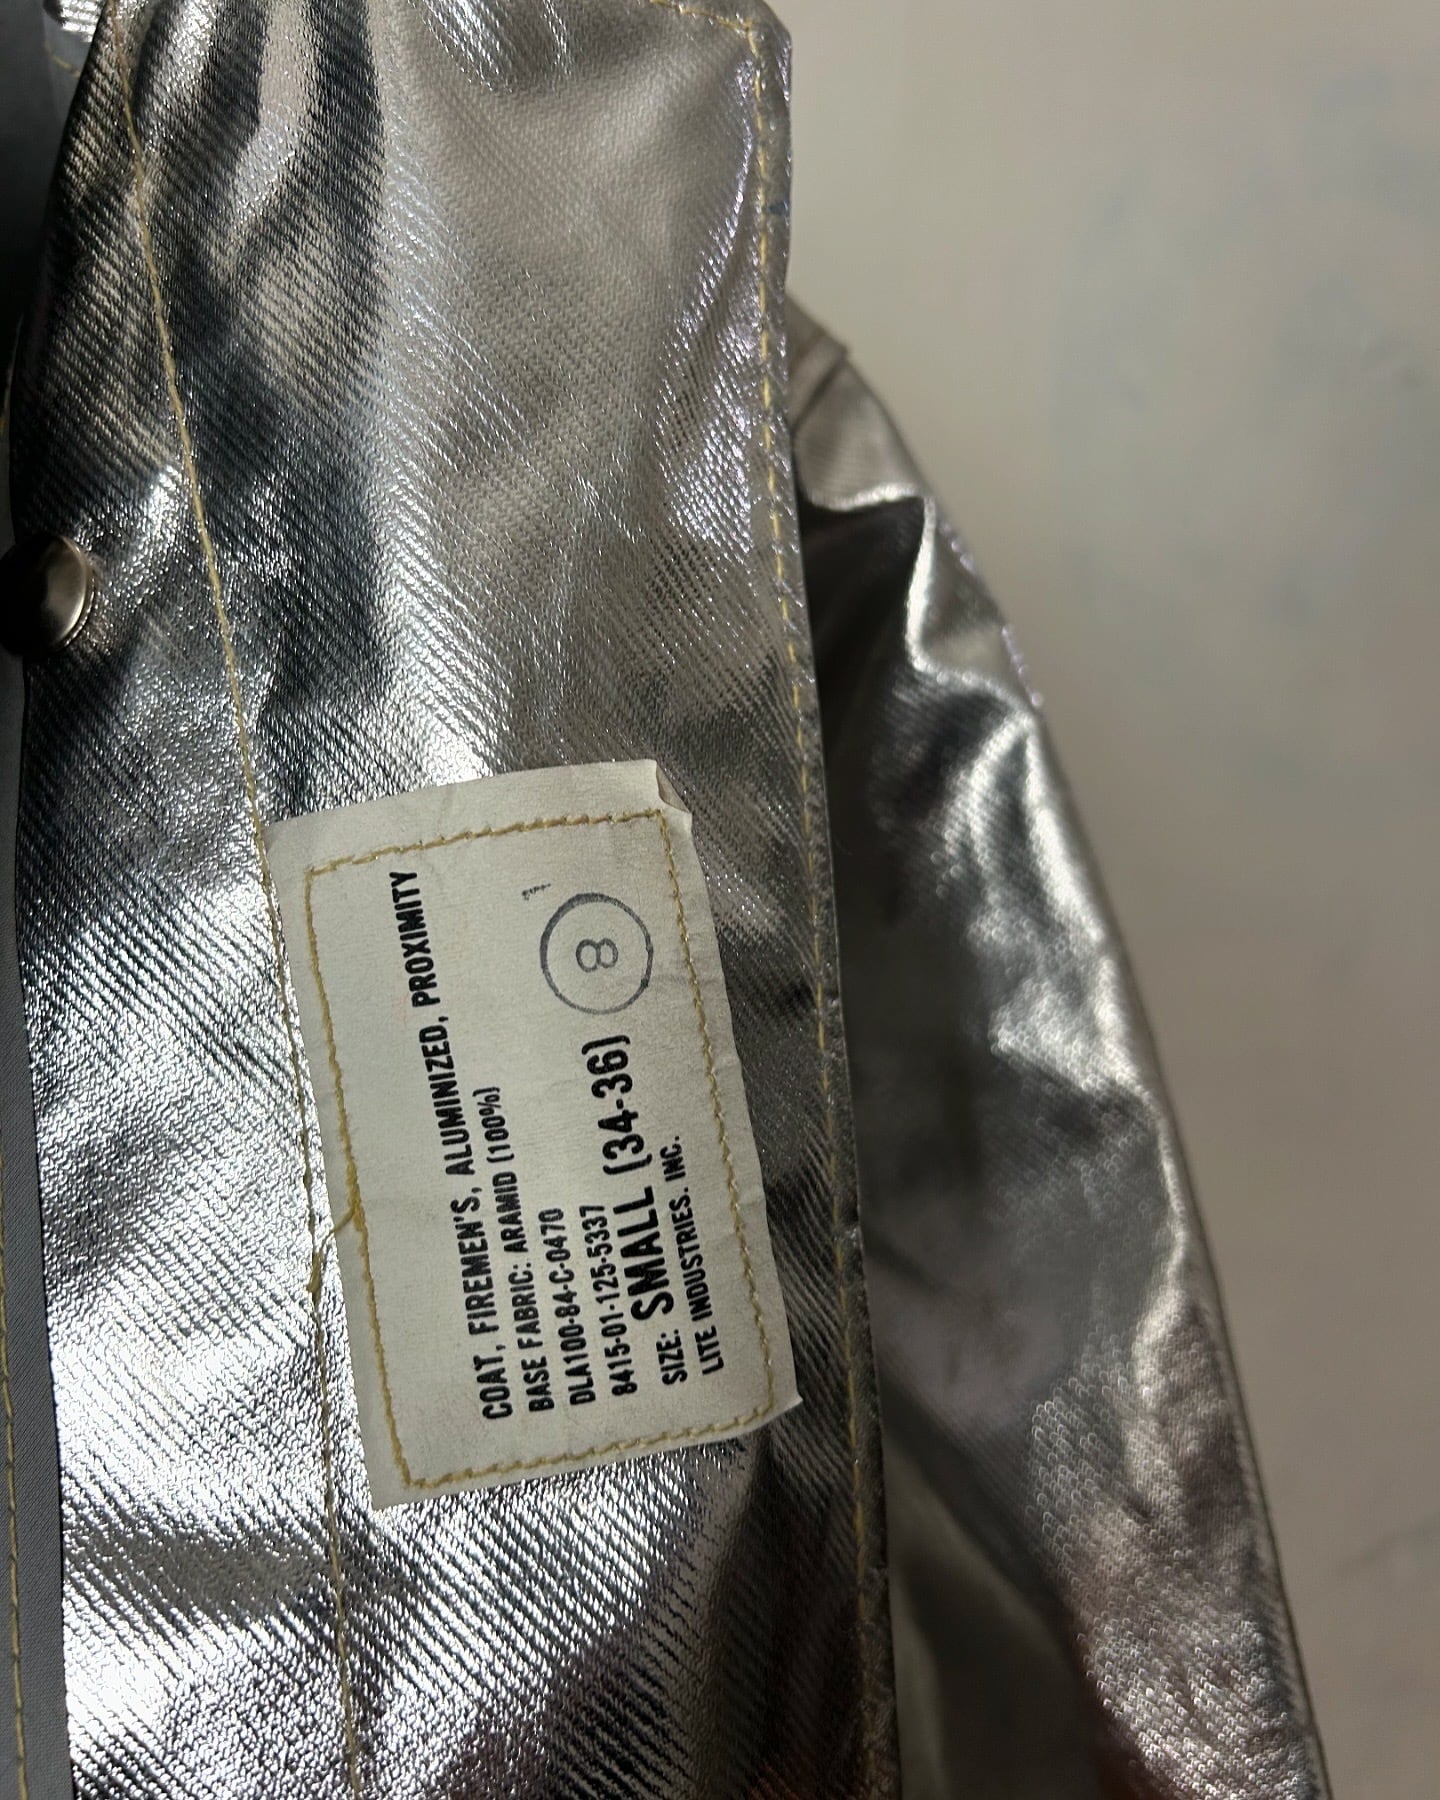 COAT, FIREMEN'S, ALUMINIZED, PROXIMITY
BASE FABRIC: ARAMID (100%)
DLA100-84-C-0470
8415-01-125-5337
SIZE: SMALL (34-36)
LITE INDUSTRIES. INC.
8